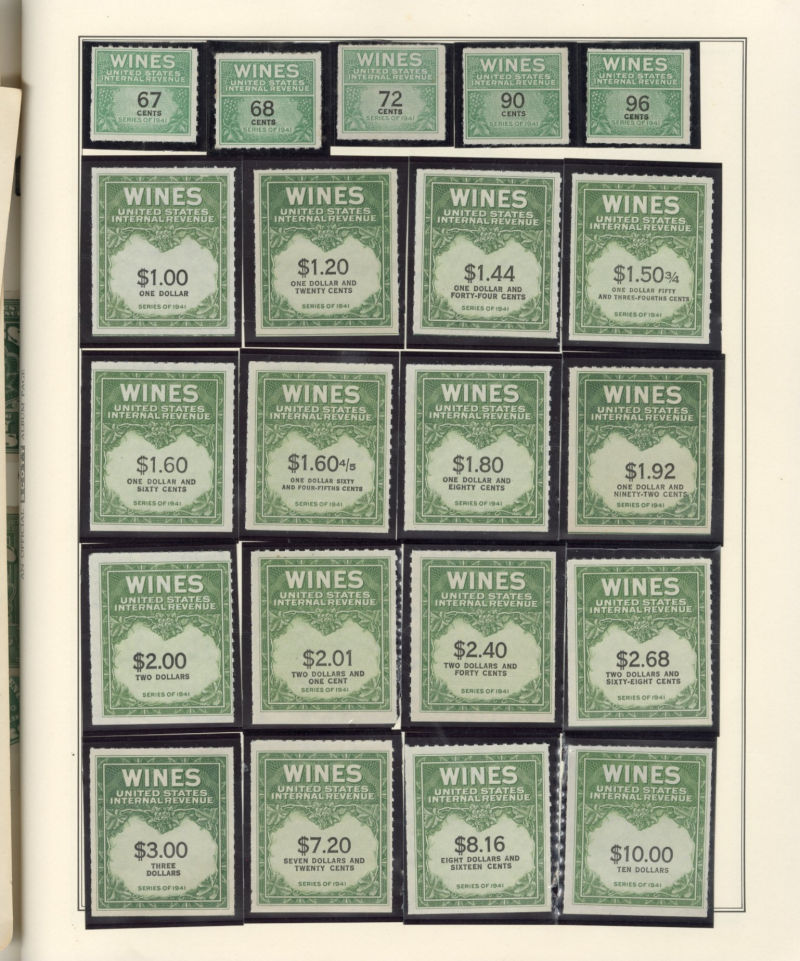 WINES
UNITED STATES
INTERNAL REVENUE
67
CENTS
SERIES OF 1941
WINES
UNITED STATES
INTERNAL REVENUE
68
CENTS
SERIES OF 1941
WINES
UNITED STATES
INTERNAL REVENUE
72
CENTS
SERIES OF 1941
WINES
UNITED STATES
INTERNAL REVENUE
90
CENTS
SERIES OF 1941
WINES
UNITED STATES
INTERNAL REVENUE
96
CENTS
SERIES OF 1941
WINES
UNITED STATES
INTERNAL REVENUE
$1.00
ONE DOLLAR
SERIES OF 1941
WINES
UNITED STATES
INTERNAL REVENUE
$1.20
ONE DOLLAR AND
TWENTY CENTS
SERIES OF 1941
WINES
UNITED STATES
INTERNAL REVENUE
$1.44
ONE DOLLAR AND
FORTY-FOUR CENTS
SERIES OF 1941
WINES
UNITED STATES
INTERNAL REVENUE
$1.50 3/4
ONE DOLLAR FIFTY
AND THREE-FOURTHS CENTS
SERIES OF 1941
WINES
UNITED STATES
INTERNAL REVENUE
$1.60
ONE DOLLAR AND
SIXTY CENTS
SERIES OF 1941
WINES
UNITED STATES
INTERNAL REVENUE
$1.60 4/5
ONE DOLLAR SIXTY
AND FOUR-FIFTHS CENTS
SERIES OF 1941
WINES
UNITED STATES
INTERNAL REVENUE
$1.80
ONE DOLLAR AND
EIGHTY CENTS
SERIES OF 1941
WINES
UNITED STATES
INTERNAL REVENUE
$1.92
ONE DOLLAR AND
NINETY-TWO CENTS
SERIES OF 1941
WINES
UNITED STATES
INTERNAL REVENUE
$2.00
TWO DOLLARS
SERIES OF 1941
WINES
UNITED STATES
INTERNAL REVENUE
$2.01
TWO DOLLARS AND
ONE CENT
SERIES OF 1941
WINES
UNITED STATES
INTERNAL REVENUE
$2.40
TWO DOLLARS AND
FORTY CENTS
SERIES OF 1941
WINES
UNITED STATES
INTERNAL REVENUE
$2.68
TWO DOLLARS AND
SIXTY-EIGHT CENTS
SERIES OF 1941
WINES
UNITED STATES
INTERNAL REVENUE
$3.00
THREE
DOLLARS
SERIES OF 1941
WINES
UNITED STATES
INTERNAL REVENUE
$7.20
SEVEN DOLLARS AND
TWENTY CENTS
SERIES OF 1941
WINES
UNITED STATES
INTERNAL REVENUE
$8.16
EIGHT DOLLARS AND
SIXTEEN CENTS
SERIES OF 1941
WINES
UNITED STATES
INTERNAL REVENUE
$10.00
TEN DOLLARS
SERIES OF 1941
AN OFFICIAL SCOTT ALBUM PAGE